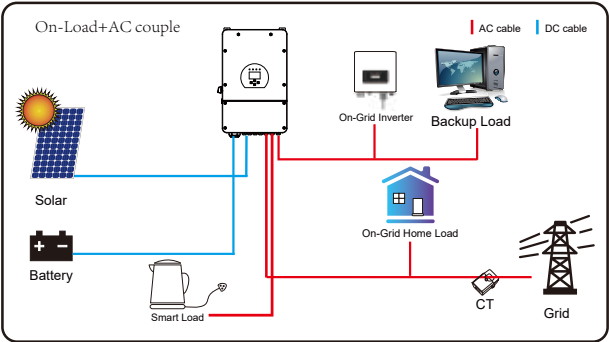 On-Load+AC couple
AC cable
DC cable
On-Grid Inverter
Backup Load
Solar
On-Grid Home Load
Battery
Smart Load
CT
Grid